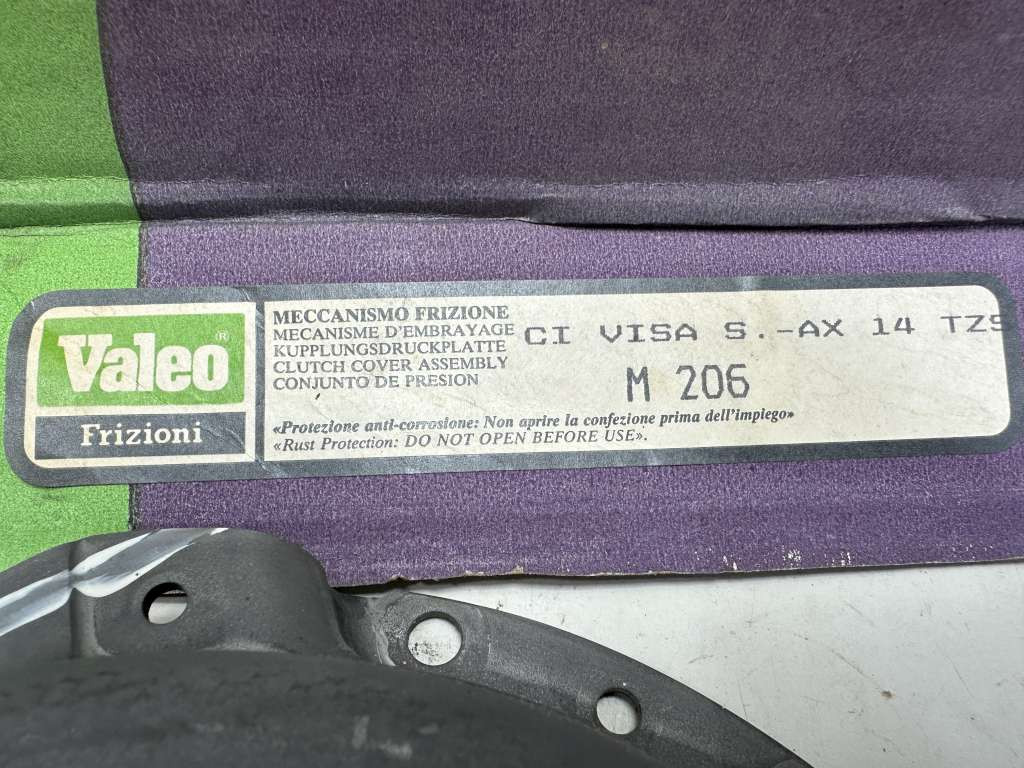 Valeo®
Frizioni
MECCANISMO FRIZIONE
MECANISME D'EMBRAYAGE
KUPPLUNGSDRUCKPLATTE
CLUTCH COVER ASSEMBLY
CONJUNTO DE PRESION
CI VISA S.-AX 14 TZS
M 206
«Protezione anti-corrosione: Non aprire la confezione prima dell'impiego»
«Rust Protection: DO NOT OPEN BEFORE USE».